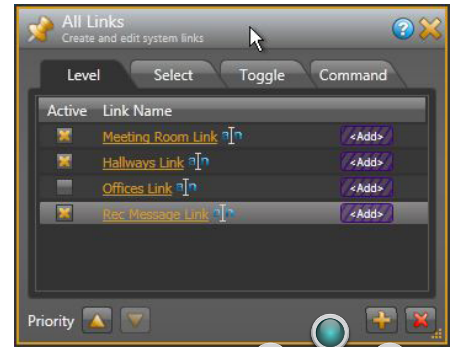 All Links
Create and edit system links
Level Select Toggle Command
Active Link Name
Meeting Room Link <Add>
Hallways Link <Add>
Offices Link <Add>
Rec Message Link <Add>
Priority